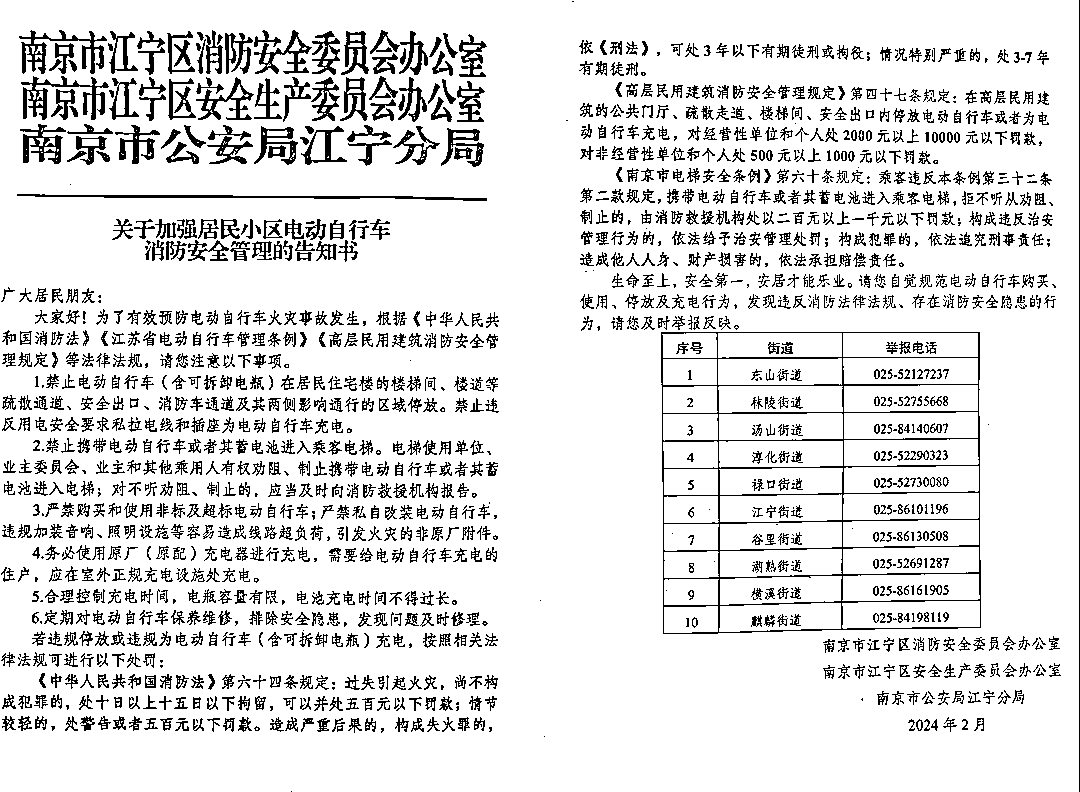 南京市江宁区消防安全委员会办公室
南京市江宁区安全生产委员会办公室
南京市公安局江宁分局
关于加强居民小区电动自行车
消防安全管理的告知书
广大居民朋友：
大家好！为了有效预防电动自行车火灾事故发生，根据《中华人民共
和国消防法》《江苏省电动自行车管理条例》《高层民用建筑消防安全管
理规定》等法律法规，请您注意以下事项。
1.禁止电动自行车（含可拆卸电瓶）在居民住宅楼的楼梯间、楼道等
疏散通道、安全出口、消防车通道及其两侧影响通行的区域停放。禁止违
反用电安全要求私拉电线和插座为电动自行车充电。
2.禁止携带电动自行车或者其蓄电池进入乘客电梯。电梯使用单位、
业主委员会、业主和其他乘用人有权劝阻、制止携带电动自行车或者其蓄
电池进入电梯；对不听劝阻、制止的，应当及时向消防救援机构报告。
3.严禁购买和使用非标及超标电动自行车；严禁私自改装电动自行车，
违规加装音响、照明设施等容易造成线路超负荷，引发火灾的非原厂附件。
4.务必使用原厂（原配）充电器进行充电，需要给电动自行车充电的
住户，应在室外正规充电设施处充电。
5.合理控制充电时间，电瓶容量有限，电池充电时间不得过长。
6.定期对电动自行车保养维修，排除安全隐患，发现问题及时修理。
若违规停放或违规为电动自行车（含可拆卸电瓶）充电，按照相关法
律法规可进行以下处罚：
《中华人民共和国消防法》第六十四条规定：过失引起火灾，尚不构
成犯罪的，处十日以上十五日以下拘留，可以并处五百元以下罚款；情节
较轻的，处警告或者五百元以下罚款。造成严重后果的，构成失火罪的，
依《刑法》，可处3年以下有期徒刑或拘役；情况特别严重的，处3-7年
有期徒刑。
《高层民用建筑消防安全管理规定》第四十七条规定：在高层民用建
筑的公共门厅、疏散走道、楼梯间、安全出口内停放电动自行车或者为电
动自行车充电，对经营性单位和个人处2000元以上10000元以下罚款，
对非经营性单位和个人处500元以上1000元以下罚款。
《南京市电梯安全条例》第六十条规定：乘客违反本条例第三十二条
第二款规定，携带电动自行车或者其蓄电池进入乘客电梯，拒不听从劝阻、
制止的，由消防救援机构处以二百元以上一千元以下罚款；构成违反治安
管理行为的，依法给予治安管理处罚；构成犯罪的，依法追究刑事责任；
造成他人人身、财产损害的，依法承担赔偿责任。
生命至上，安全第一，安居才能乐业。请您自觉规范电动自行车购买、
使用、停放及充电行为，发现违反消防法律法规、存在消防安全隐患的行
为，请您及时举报反映。
序号 街道 举报电话
1 东山街道 025-52127237
2 秣陵街道 025-52755668
3 汤山街道 025-84140607
4 淳化街道 025-52290323
5 禄口街道 025-52730080
6 江宁街道 025-86101196
7 谷里街道 025-86130508
8 湖熟街道 025-52691287
9 横溪街道 025-86161905
10 麒麟街道 025-84198119
南京市江宁区消防安全委员会办公室
南京市江宁区安全生产委员会办公室
南京市公安局江宁分局
2024年2月